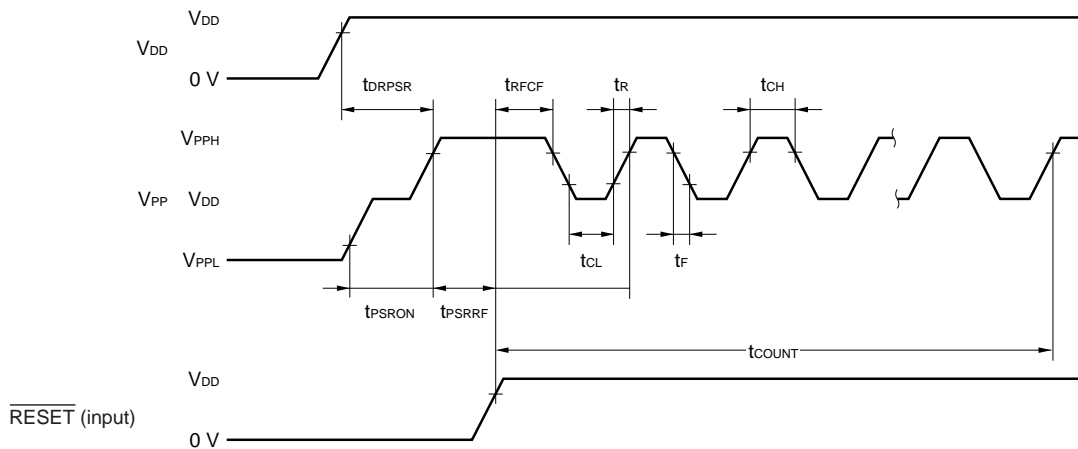 VDD
VDD
0 V
tDRPSR tRFCF tR tCH
VPPH
VPP VDD
VPPL
tCL tF
tPSRON tPSRRF
tCOUNT
VDD
RESET (input)
0 V